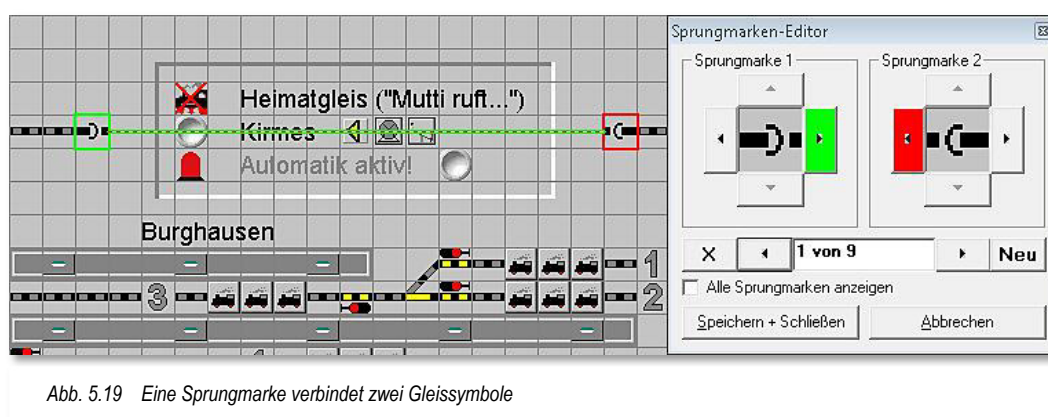 Sprungmarken-Editor
Sprungmarke 1
Sprungmarke 2
Heimatgleis ("Mutti ruft...")
Kirmes
Automatik aktiv!
Burghausen
1
3
2
X
1 von 9
Neu
Alle Sprungmarken anzeigen
Speichern + Schließen
Abbrechen
Abb. 5.19 Eine Sprungmarke verbindet zwei Gleissymbole